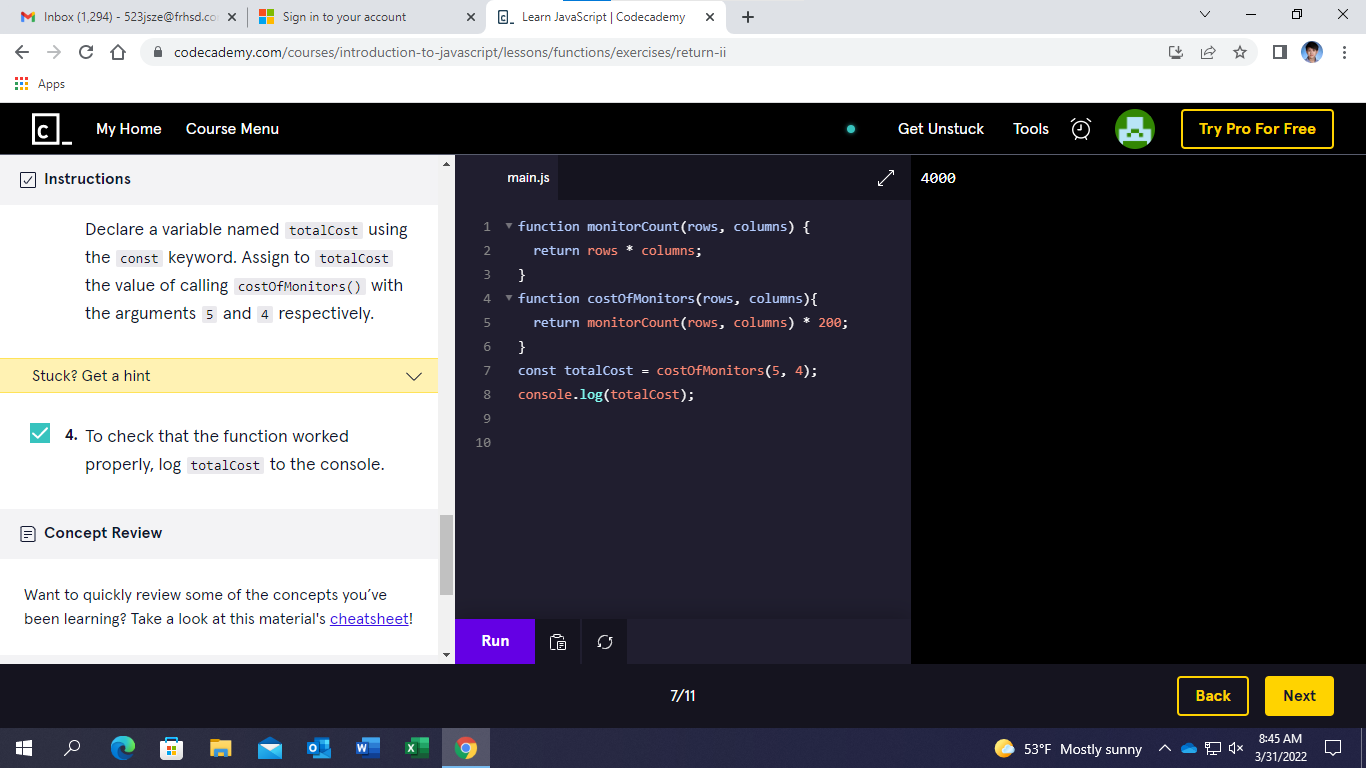 Inbox (1,294) - 523jsze@frhsd.co
Sign in to your account
Learn JavaScript | Codecademy
codecademy.com/courses/introduction-to-javascript/lessons/functions/exercises/return-ii
Apps
My Home
Course Menu
Get Unstuck
Tools
Try Pro For Free
Instructions
Declare a variable named totalCost using
the const keyword. Assign to totalCost
the value of calling costOfMonitors() with
the arguments 5 and 4 respectively.
Stuck? Get a hint
4. To check that the function worked
properly, log totalCost to the console.
Concept Review
Want to quickly review some of the concepts you’ve
been learning? Take a look at this material's cheatsheet!
main.js
1 function monitorCount(rows, columns) {
2 return rows * columns;
3 }
4 function costOfMonitors(rows, columns){
5 return monitorCount(rows, columns) * 200;
6 }
7 const totalCost = costOfMonitors(5, 4);
8 console.log(totalCost);
9
10
Run
4000
7/11
Back
Next
53°F Mostly sunny
8:45 AM
3/31/2022